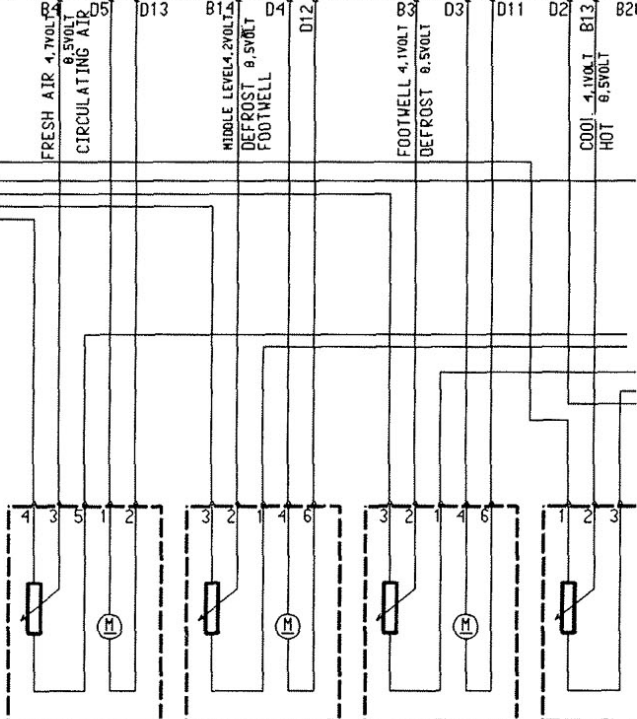 B4 D5 D13 B14 D4 D12 B3 D3 D11 D2 B13
FRESH AIR 4,7VOLT
0,5VOLT
CIRCULATING AIR
MIDDLE LEVEL4,2VOLT
DEFROST 0,5VOLT
FOOTWELL
FOOTWELL 4,1VOLT
DEFROST 0,5VOLT
COOL 4,1VOLT
HOT 0,5VOLT
4 3 5 1 2 3 2 1 4 6 3 2 1 4 6 1 2 3
M M M